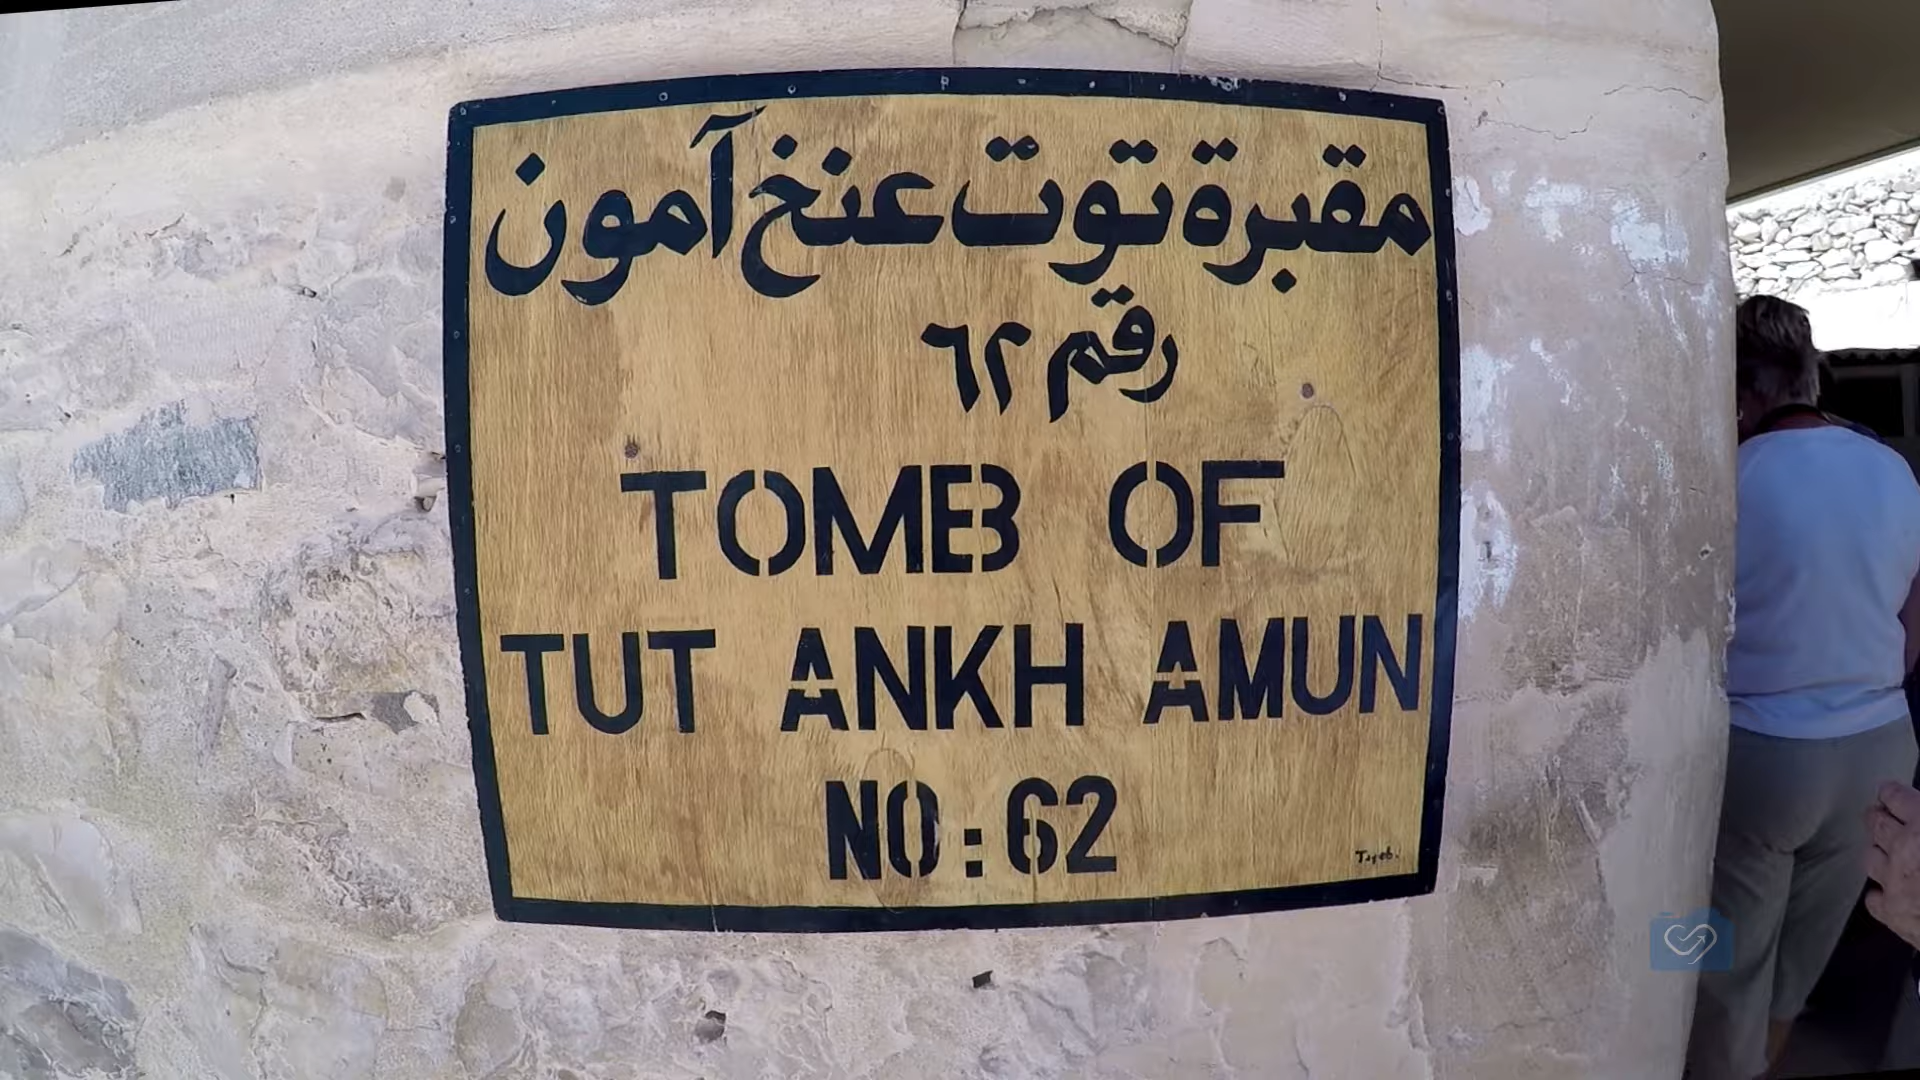 مقبرة توت عنخ آمون
رقم ٦٢
TOMB OF
TUT ANKH AMUN
NO: 62